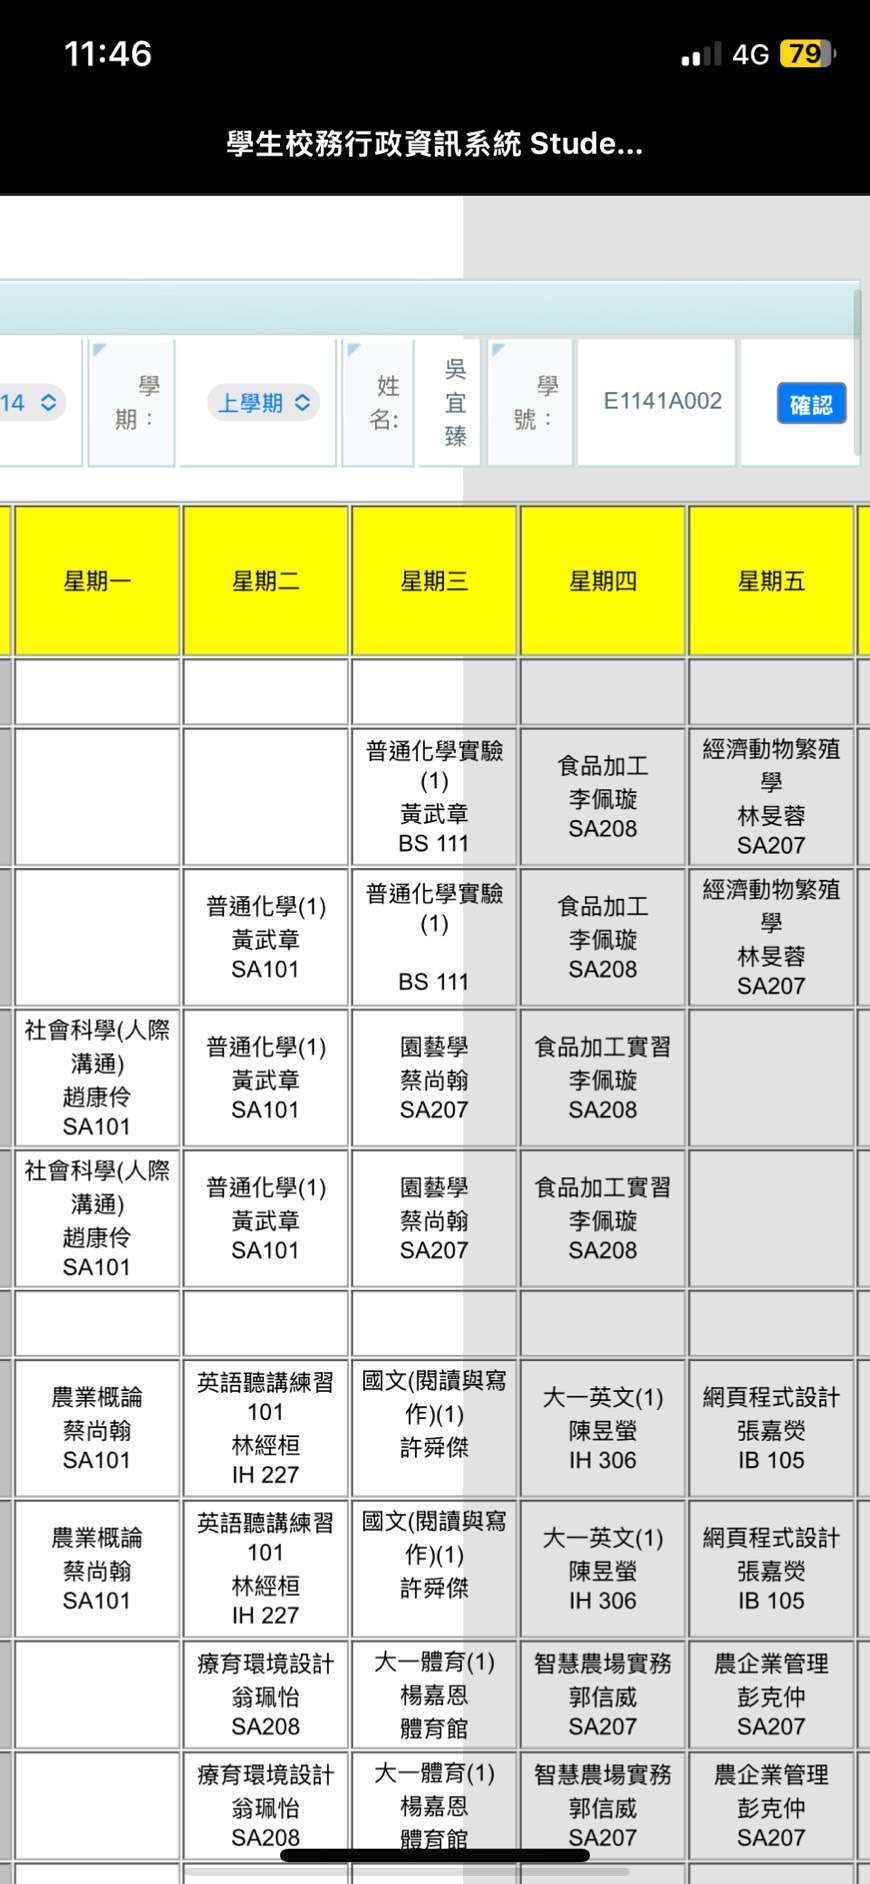 11:46
4G 79
學生校務行政資訊系統 Stude...
14
學
期：
上學期
姓
名:
吳
宜
臻
學
號：
E1141A002
確認
星期一 星期二 星期三 星期四 星期五
普通化學實驗
(1)
黃武章
BS 111
食品加工
李佩璇
SA208
經濟動物繁殖
學
林旻蓉
SA207
普通化學(1)
黃武章
SA101
普通化學實驗
(1)
BS 111
食品加工
李佩璇
SA208
經濟動物繁殖
學
林旻蓉
SA207
社會科學(人際
溝通)
趙康伶
SA101
普通化學(1)
黃武章
SA101
園藝學
蔡尚翰
SA207
食品加工實習
李佩璇
SA208
社會科學(人際
溝通)
趙康伶
SA101
普通化學(1)
黃武章
SA101
園藝學
蔡尚翰
SA207
食品加工實習
李佩璇
SA208
農業概論
蔡尚翰
SA101
英語聽講練習
101
林經桓
IH 227
國文(閱讀與寫
作)(1)
許舜傑
大一英文(1)
陳昱螢
IH 306
網頁程式設計
張嘉熒
IB 105
農業概論
蔡尚翰
SA101
英語聽講練習
101
林經桓
IH 227
國文(閱讀與寫
作)(1)
許舜傑
大一英文(1)
陳昱螢
IH 306
網頁程式設計
張嘉熒
IB 105
療育環境設計
翁珮怡
SA208
大一體育(1)
楊嘉恩
體育館
智慧農場實務
郭信威
SA207
農企業管理
彭克仲
SA207
療育環境設計
翁珮怡
SA208
大一體育(1)
楊嘉恩
體育館
智慧農場實務
郭信威
SA207
農企業管理
彭克仲
SA207